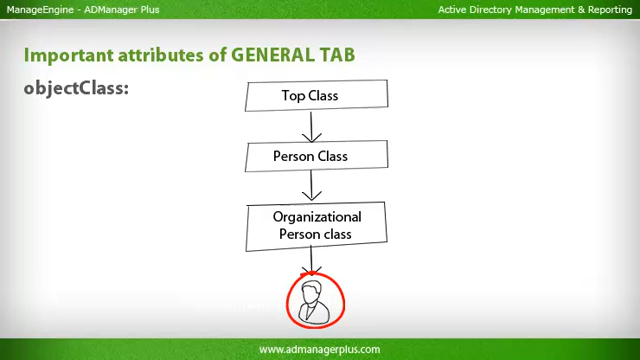 ManageEngine - ADManager Plus
Active Directory Management & Reporting
Important attributes of GENERAL TAB
objectClass:
Top Class
Person Class
Organizational
Person class
www.admanagerplus.com